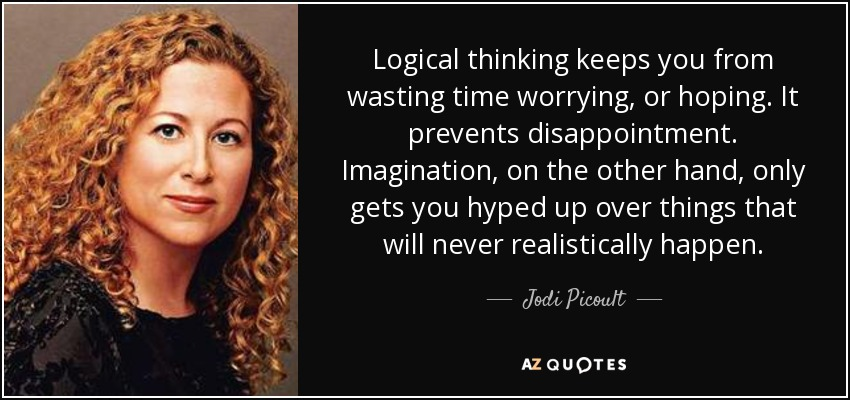 Logical thinking keeps you from
wasting time worrying, or hoping. It
prevents disappointment.
Imagination, on the other hand, only
gets you hyped up over things that
will never realistically happen.
Jodi Picoult
AZ QUOTES